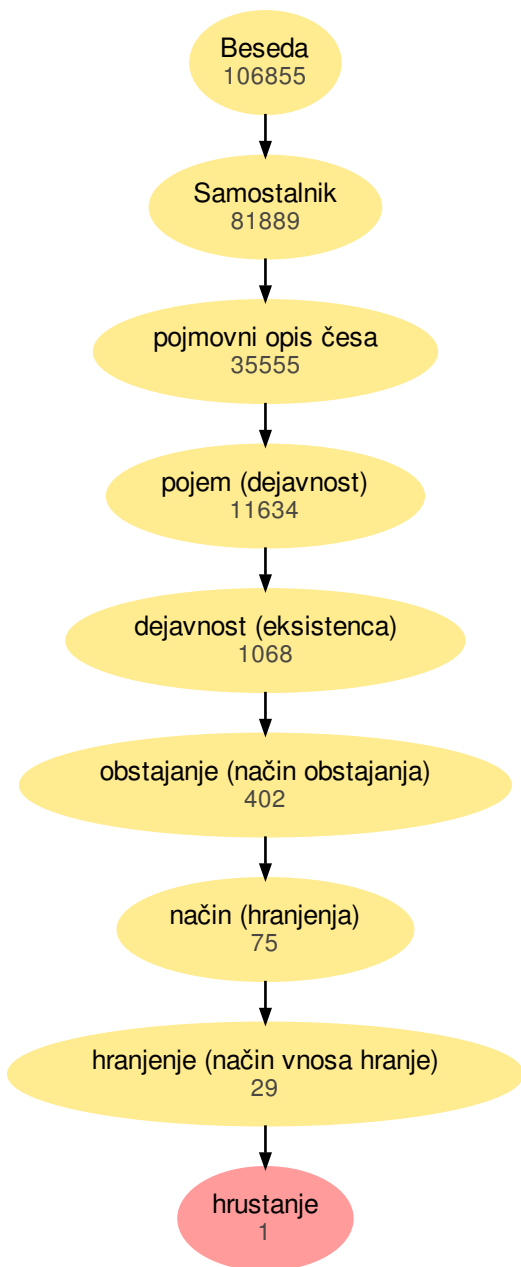 Beseda
106855
Samostalnik
81889
pojmovni opis česa
35555
pojem (dejavnost)
11634
dejavnost (eksistenca)
1068
obstajanje (način obstajanja)
402
način (hranjenja)
75
hranjenje (način vnosa hranje)
29
hrustanje
1